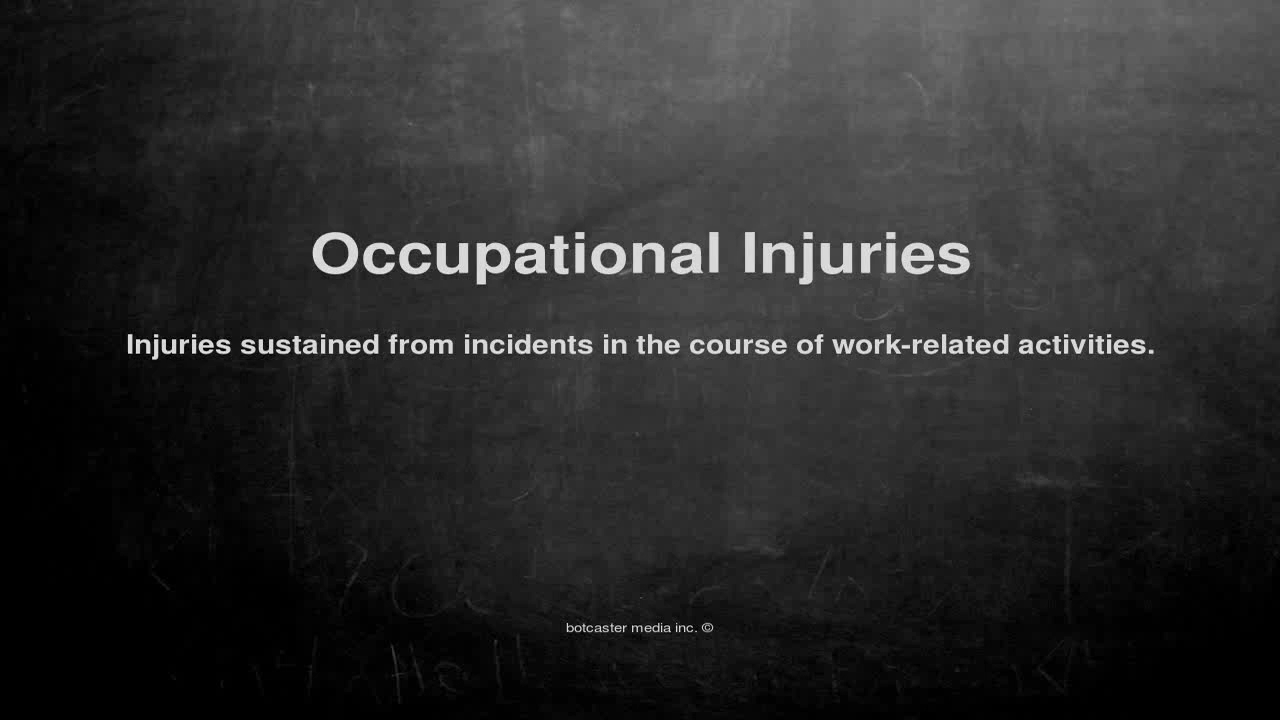 Occupational Injuries
Injuries sustained from incidents in the course of work-related activities.
botcaster media inc. ©